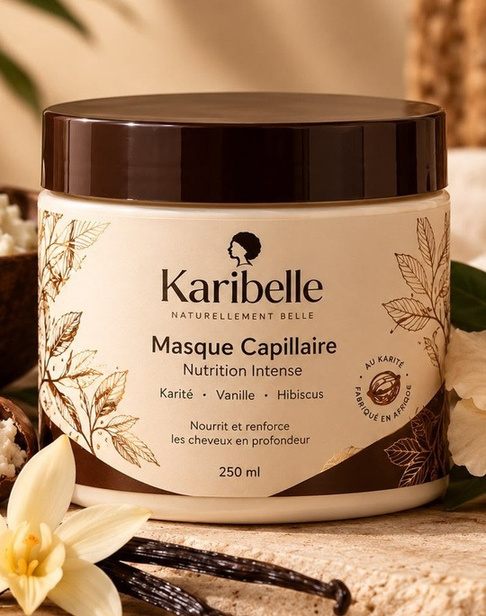 Karibelle
NATURELLEMENT BELLE
Masque Capillaire
Nutrition Intense
Karité • Vanille • Hibiscus
Nourrit et renforce
les cheveux en profondeur
250 ml
• AU KARITÉ •
FABRIQUÉ EN AFRIQUE